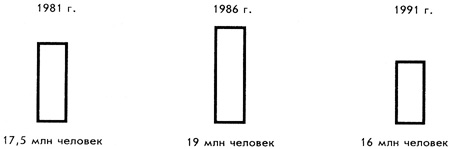 1981 г. 1986 г. 1991 г.
17,5 млн человек 19 млн человек 16 млн человек